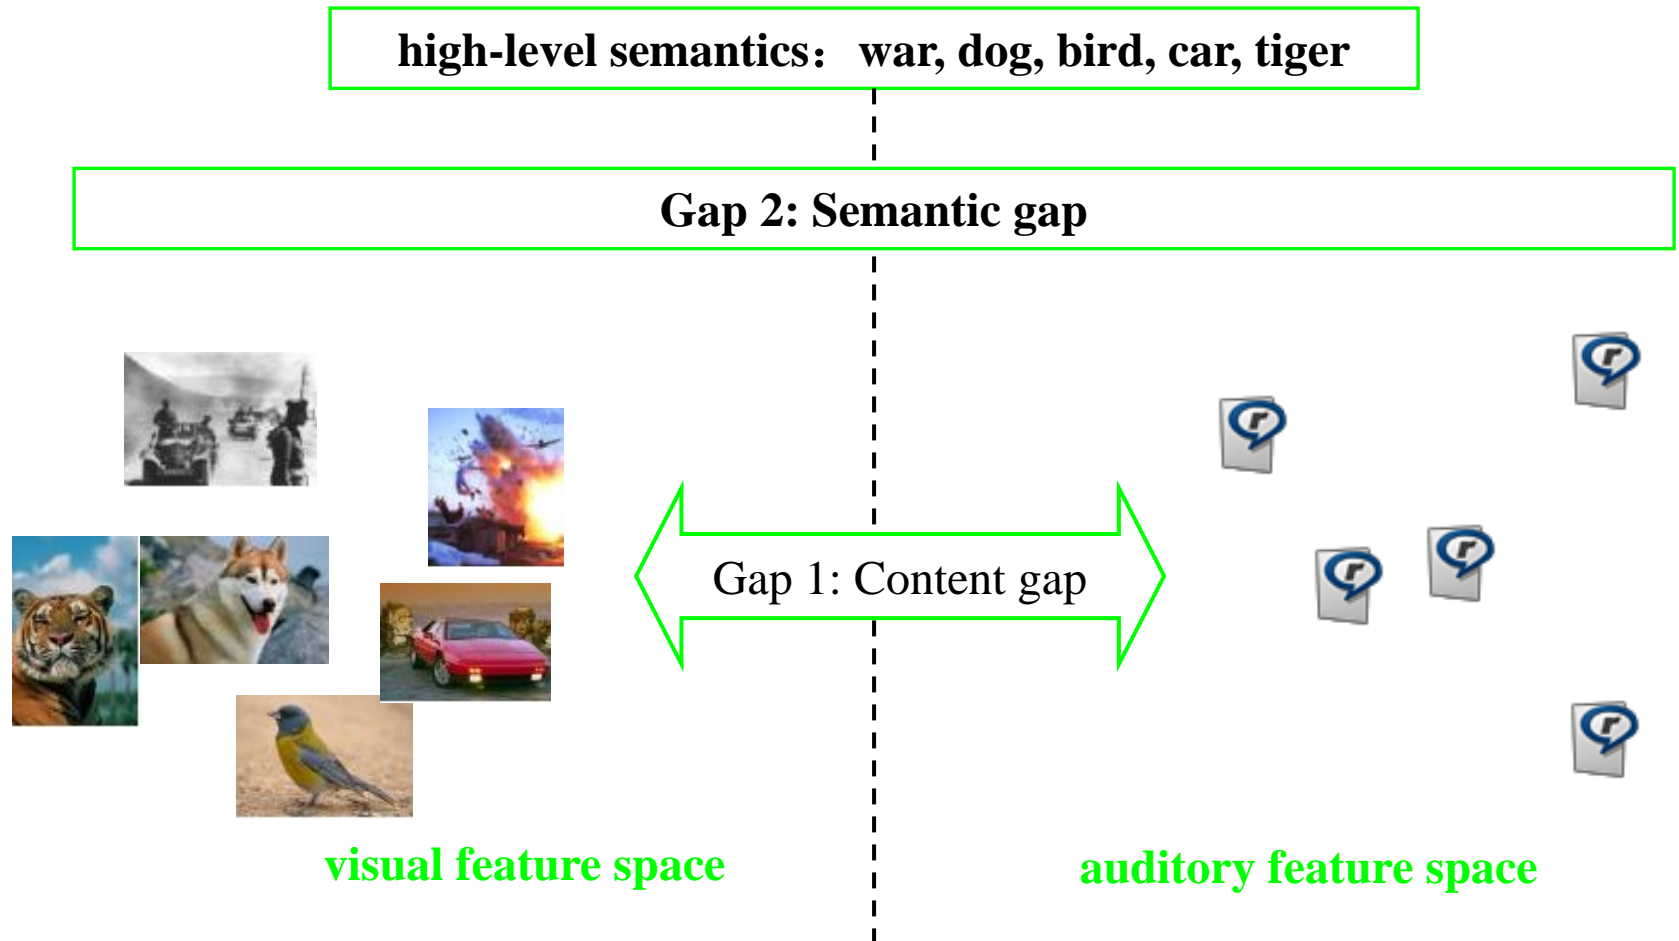 high-level semantics： war, dog, bird, car, tiger
Gap 2: Semantic gap
Gap 1: Content gap
visual feature space
auditory feature space